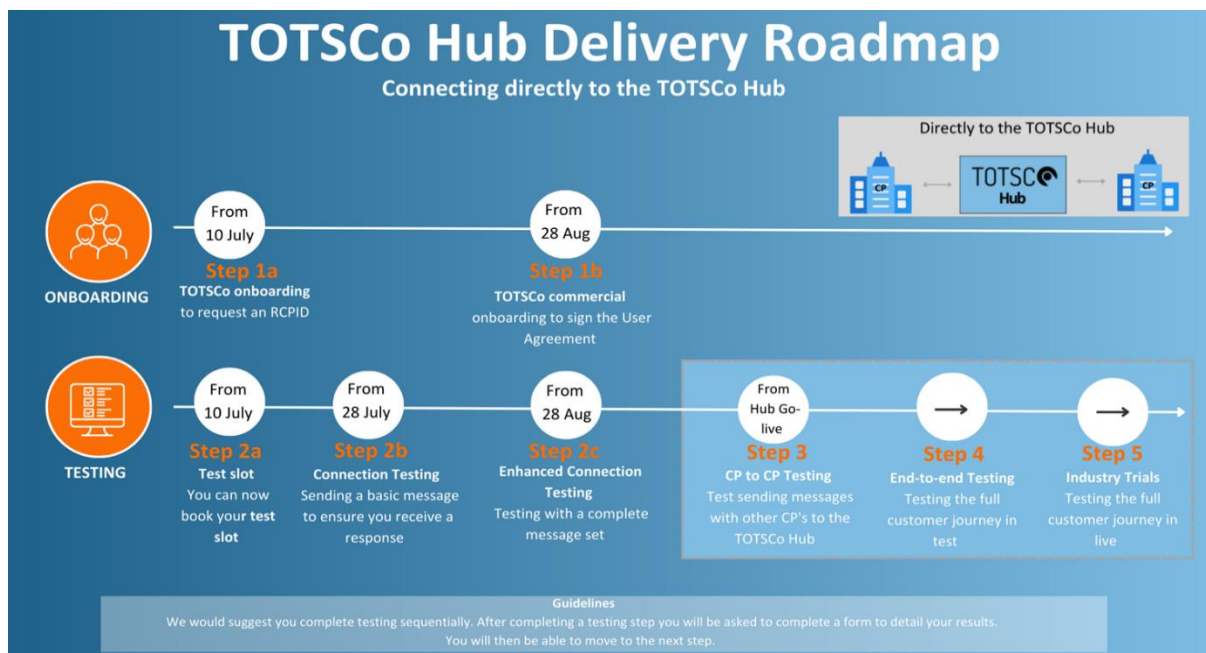 TOTSCo Hub Delivery Roadmap
Connecting directly to the TOTSCo Hub
Directly to the TOTSCo Hub
CP
TOTSCO
Hub
CP
ONBOARDING
From
10 July
Step 1a
TOTSCo onboarding
to request an RCPID
From
28 Aug
Step 1b
TOTSCo commercial
onboarding to sign the User
Agreement
TESTING
From
10 July
Step 2a
Test slot
You can now
book your test
slot
From
28 July
Step 2b
Connection Testing
Sending a basic message
to ensure you receive a
response
From
28 Aug
Step 2c
Enhanced Connection
Testing
Testing with a complete
message set
From
Hub Go-
live
Step 3
CP to CP Testing
Test sending messages
with other CP's to the
TOTSCo Hub
Step 4
End-to-end Testing
Testing the full
customer journey in
test
Step 5
Industry Trials
Testing the full
customer journey in
live
Guidelines
We would suggest you complete testing sequentially. After completing a testing step you will be asked to complete a form to detail your results.
You will then be able to move to the next step.